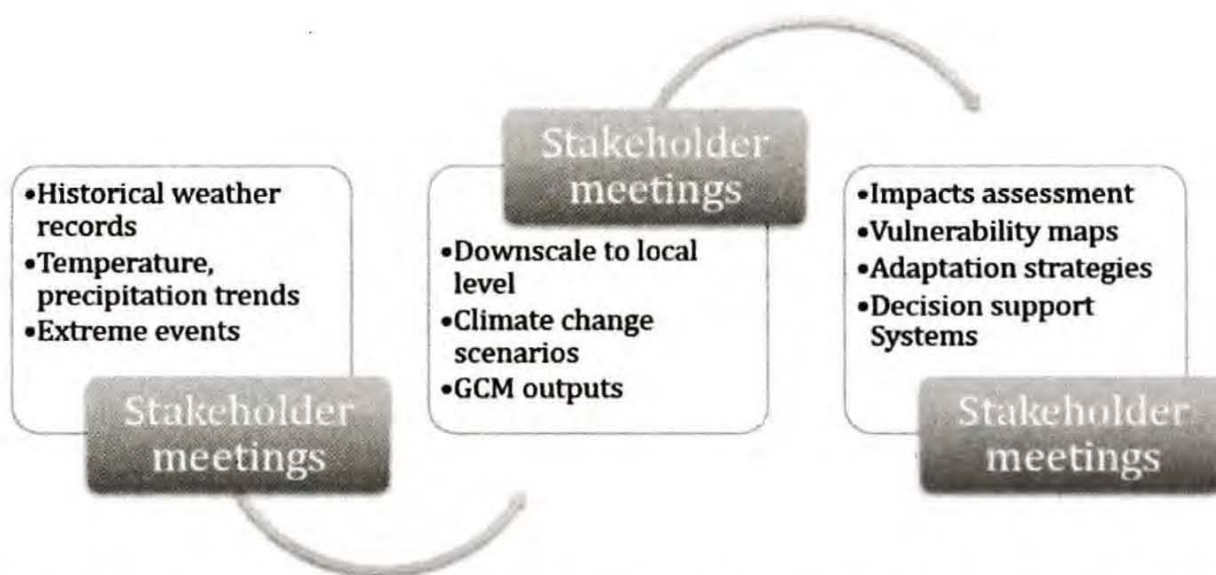 •Historical weather
records
•Temperature,
precipitation trends
•Extreme events
Stakeholder
meetings
Stakeholder
meetings
•Downscale to local
level
•Climate change
scenarios
•GCM outputs
•Impacts assessment
•Vulnerability maps
•Adaptation strategies
•Decision support
Systems
Stakeholder
meetings